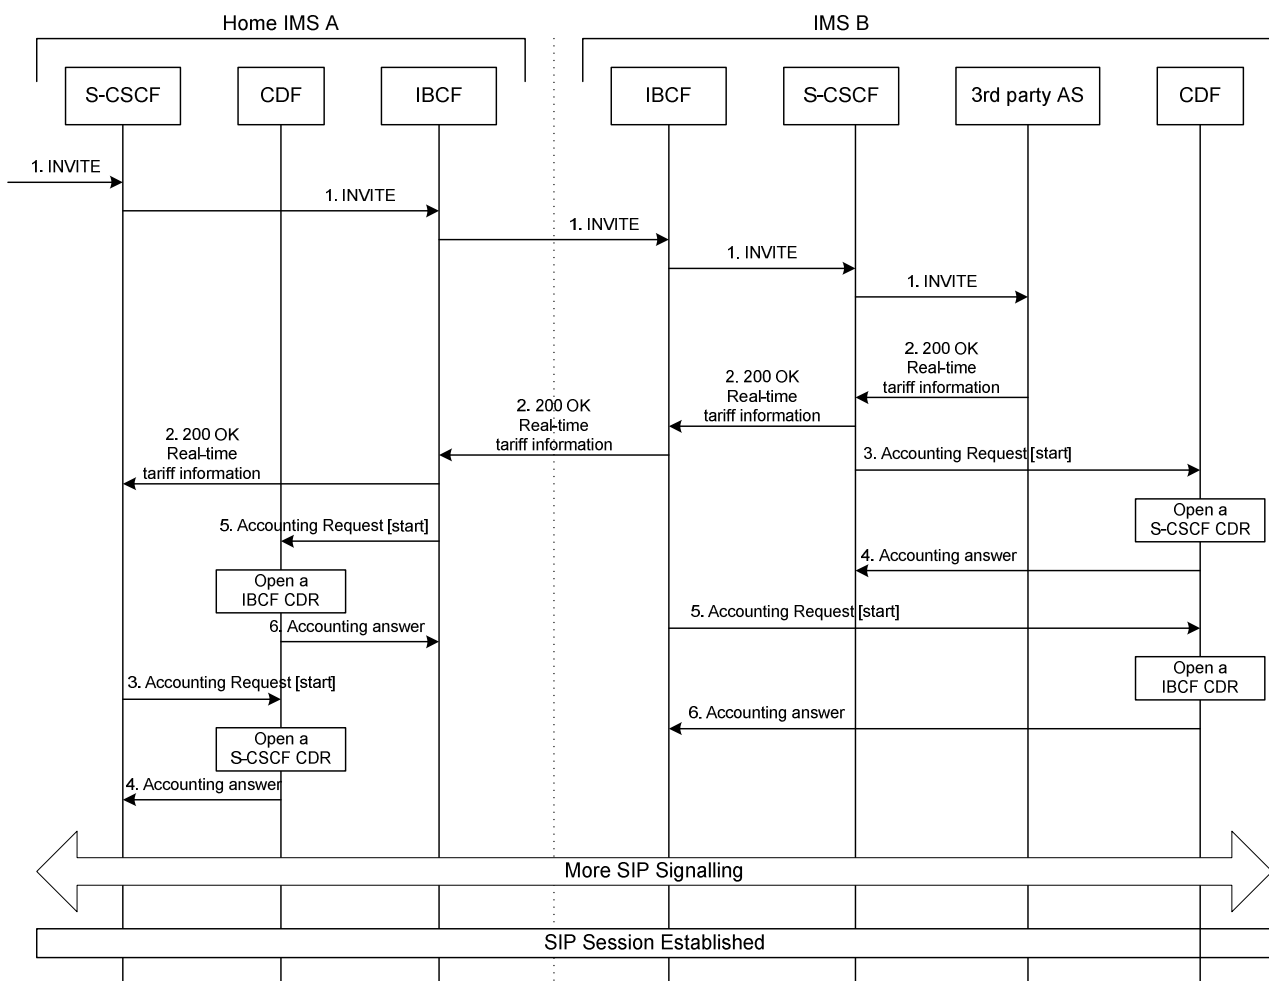 Home IMS A
IMS B
S-CSCF
CDF
IBCF
IBCF
S-CSCF
3rd party AS
CDF
1. INVITE
1. INVITE
1. INVITE
1. INVITE
1. INVITE
2. 200 OK
Real-time
tariff information
2. 200 OK
Real-time
tariff information
2. 200 OK
Real-time
tariff information
2. 200 OK
Real-time
tariff information
3. Accounting Request [start]
Open a
S-CSCF CDR
5. Accounting Request [start]
4. Accounting answer
Open a
IBCF CDR
5. Accounting Request [start]
6. Accounting answer
Open a
IBCF CDR
3. Accounting Request [start]
6. Accounting answer
Open a
S-CSCF CDR
4. Accounting answer
More SIP Signalling
SIP Session Established